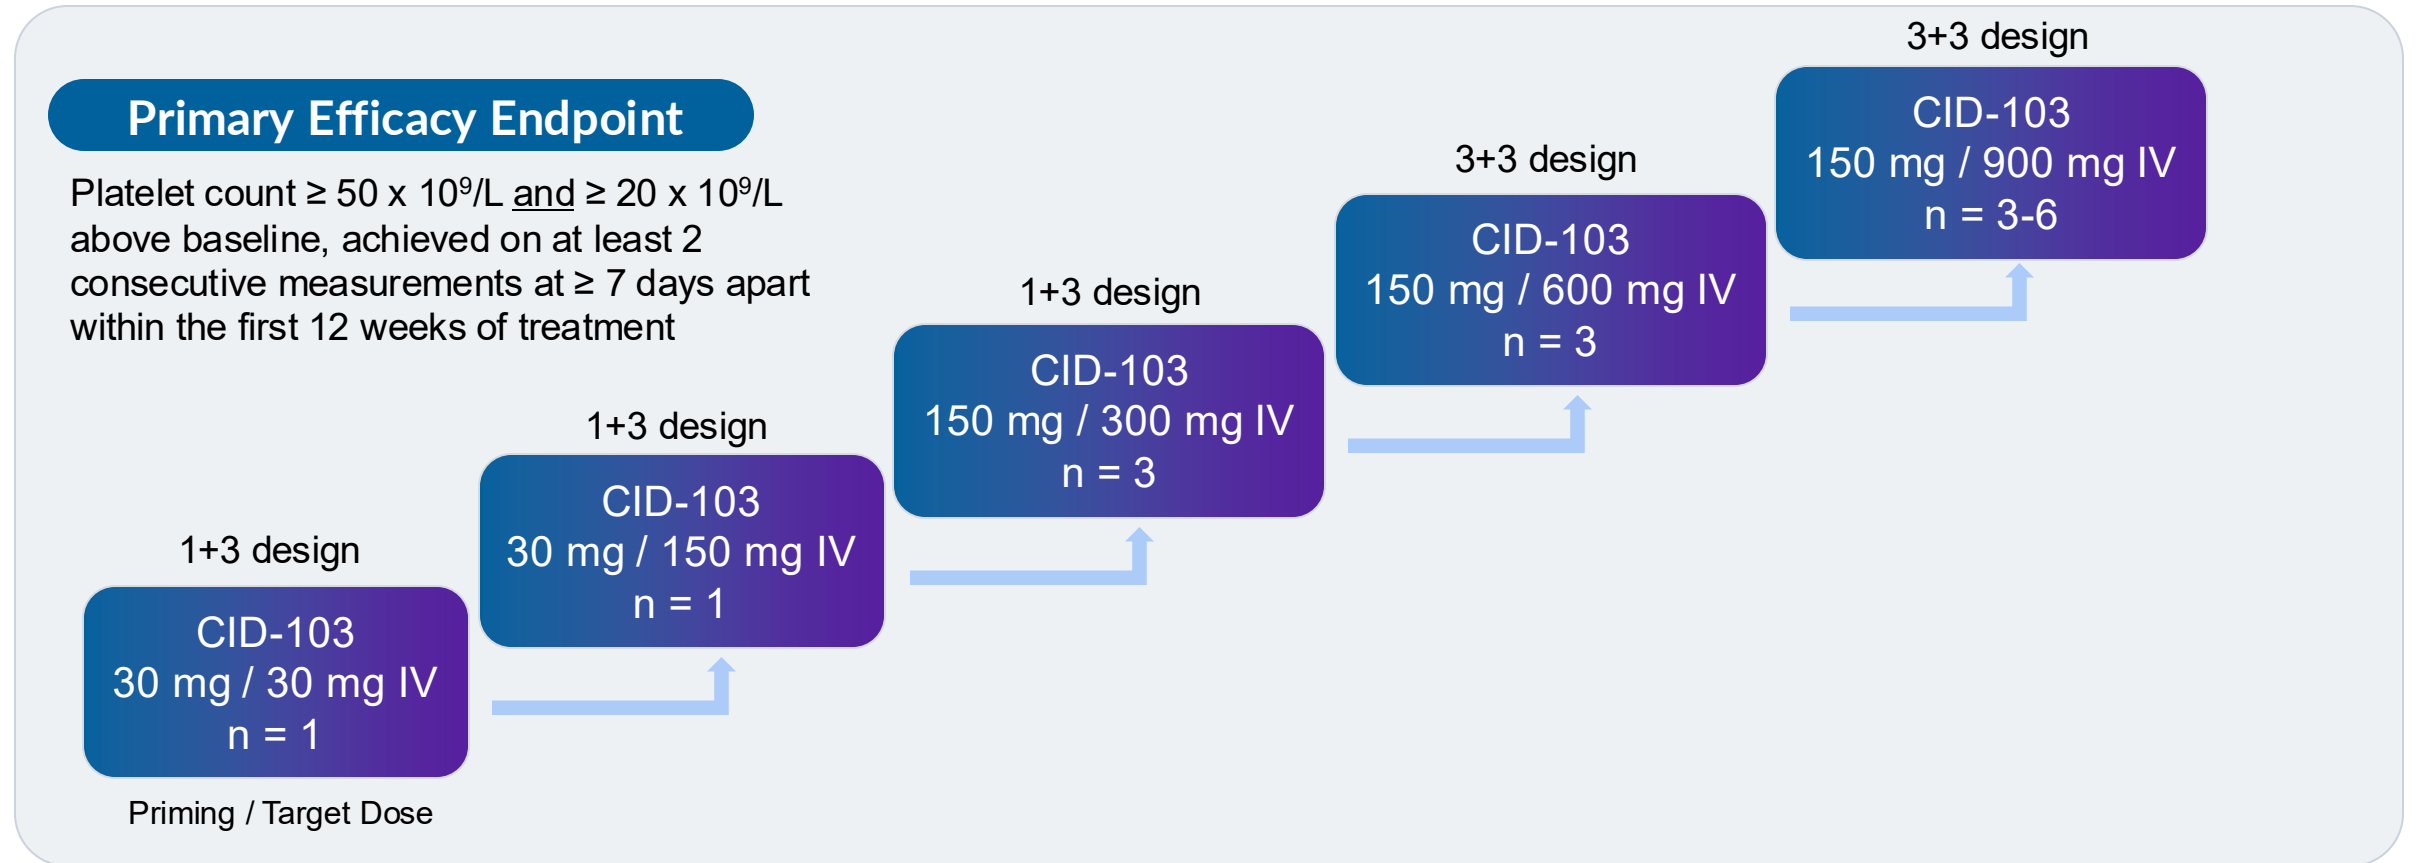 Primary Efficacy Endpoint
Platelet count ≥ 50 x 10⁹/L and ≥ 20 x 10⁹/L
above baseline, achieved on at least 2
consecutive measurements at ≥ 7 days apart
within the first 12 weeks of treatment
1+3 design
CID-103
30 mg / 30 mg IV
n = 1
Priming / Target Dose
1+3 design
CID-103
30 mg / 150 mg IV
n = 1
1+3 design
CID-103
150 mg / 300 mg IV
n = 3
3+3 design
CID-103
150 mg / 600 mg IV
n = 3
3+3 design
CID-103
150 mg / 900 mg IV
n = 3-6